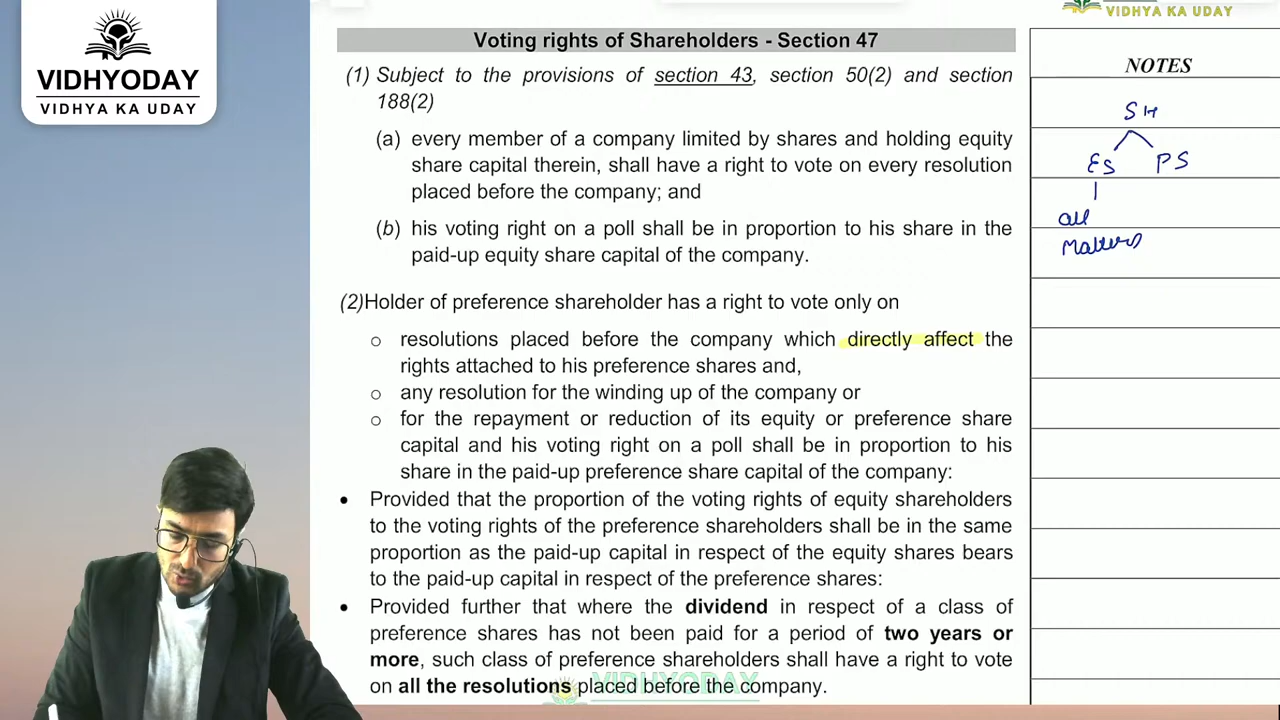 VIDHYODAY
VIDHYA KA UDAY
VIDHYA KA UDAY
Voting rights of Shareholders - Section 47
(1) Subject to the provisions of section 43, section 50(2) and section
188(2)
(a) every member of a company limited by shares and holding equity
share capital therein, shall have a right to vote on every resolution
placed before the company; and
(b) his voting right on a poll shall be in proportion to his share in the
paid-up equity share capital of the company.
(2)Holder of preference shareholder has a right to vote only on
o resolutions placed before the company which directly affect the
rights attached to his preference shares and,
o any resolution for the winding up of the company or
o for the repayment or reduction of its equity or preference share
capital and his voting right on a poll shall be in proportion to his
share in the paid-up preference share capital of the company:
• Provided that the proportion of the voting rights of equity shareholders
to the voting rights of the preference shareholders shall be in the same
proportion as the paid-up capital in respect of the equity shares bears
to the paid-up capital in respect of the preference shares:
• Provided further that where the dividend in respect of a class of
preference shares has not been paid for a period of two years or
more, such class of preference shareholders shall have a right to vote
on all the resolutions placed before the company.
VIDHYODAY
NOTES
SH
ES PS
all
Matters